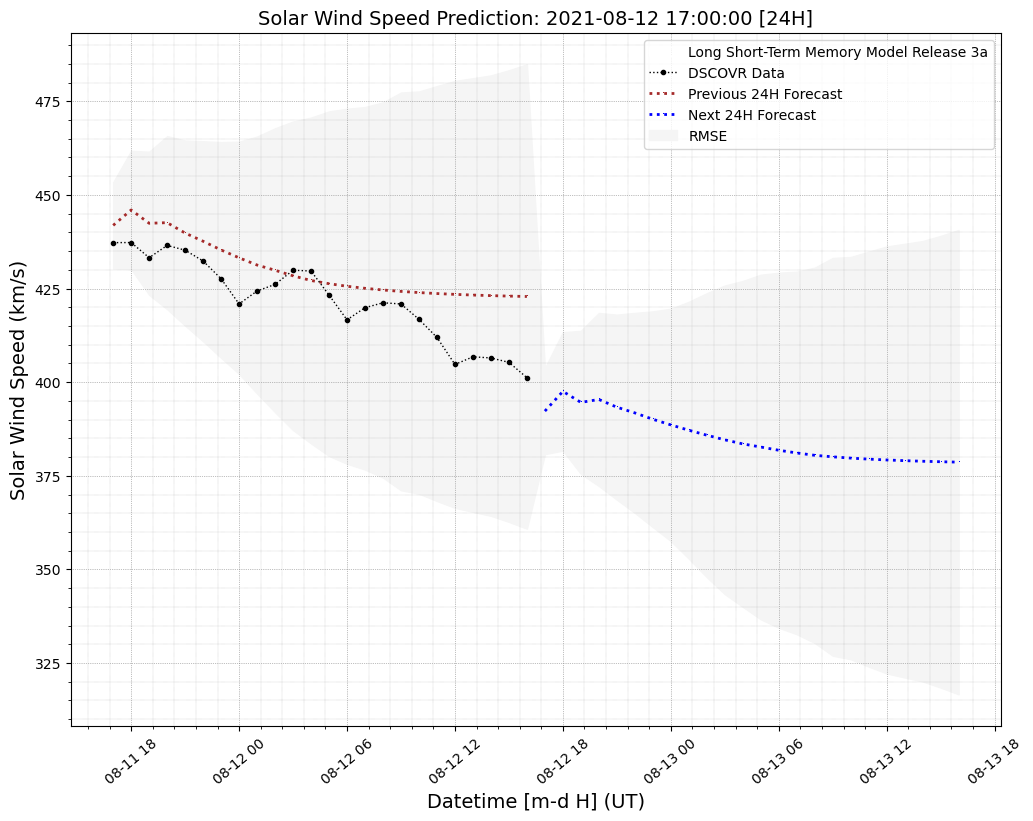 Solar Wind Speed Prediction: 2021-08-12 17:00:00 [24H]
Long Short-Term Memory Model Release 3a
DSCOVR Data
Previous 24H Forecast
Next 24H Forecast
RMSE
Solar Wind Speed (km/s)
475
450
425
400
375
350
325
08-11 18
08-12 00
08-12 06
08-12 12
08-12 18
08-13 00
08-13 06
08-13 12
08-13 18
Datetime [m-d H] (UT)